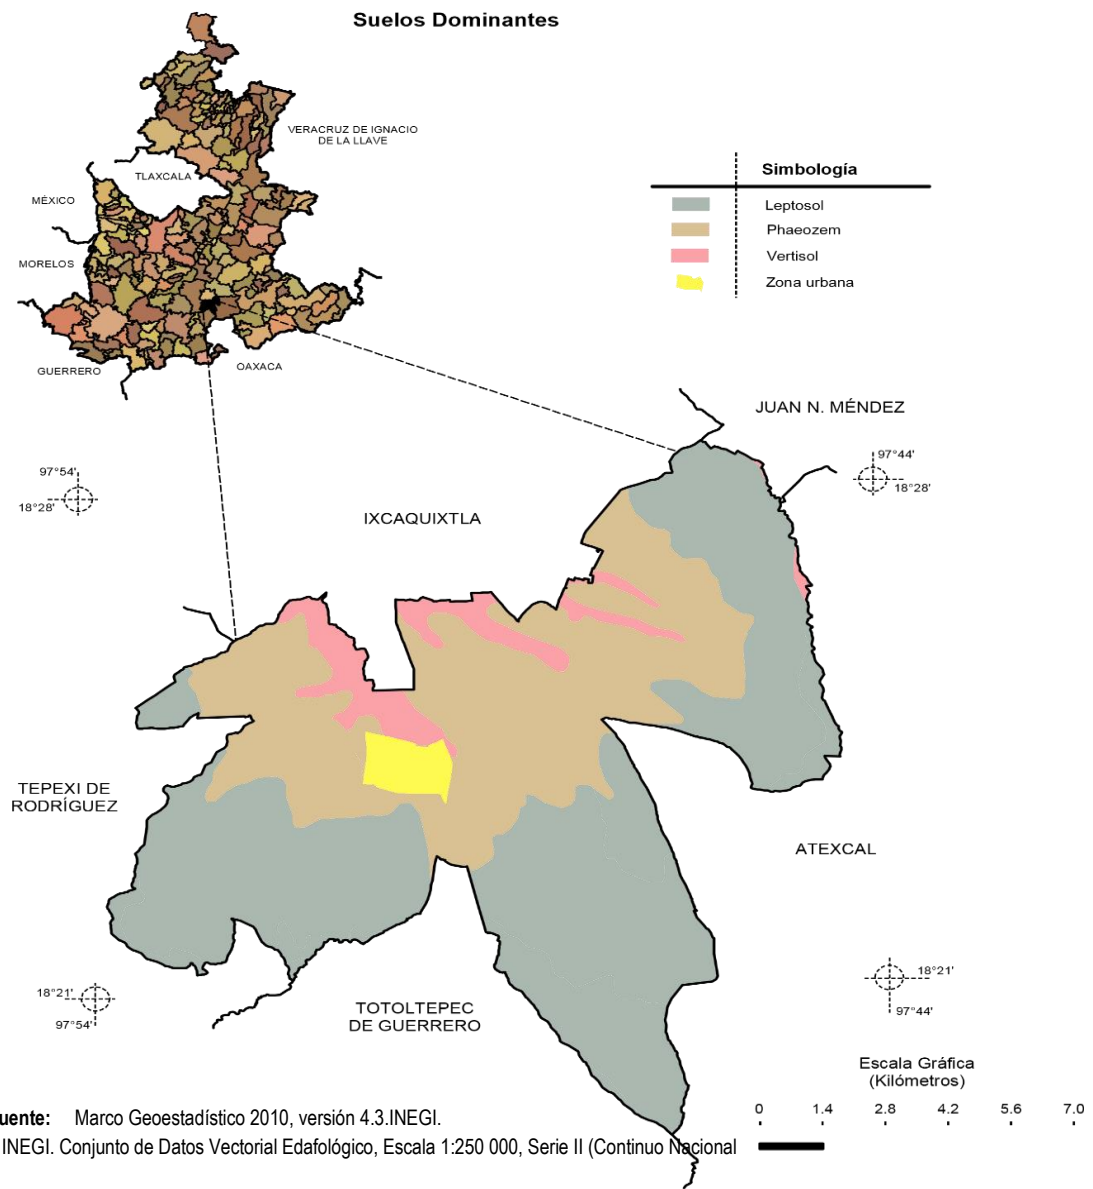 Suelos Dominantes
VERACRUZ DE IGNACIO
DE LA LLAVE
TLAXCALA
MÉXICO
MORELOS
GUERRERO
OAXACA
Simbología
Leptosol
Phaeozem
Vertisol
Zona urbana
JUAN N. MÉNDEZ
97°54'
18°28'
97°44'
18°28'
IXCAQUIXTLA
TEPEXI DE
RODRÍGUEZ
ATEXCAL
18°21'
97°54'
TOTOLTEPEC
DE GUERRERO
18°21'
97°44'
Escala Gráfica
(Kilómetros)
0 1.4 2.8 4.2 5.6 7.0
uente: Marco Geoestadístico 2010, versión 4.3.INEGI.
INEGI. Conjunto de Datos Vectorial Edafológico, Escala 1:250 000, Serie II (Continuo Nacional